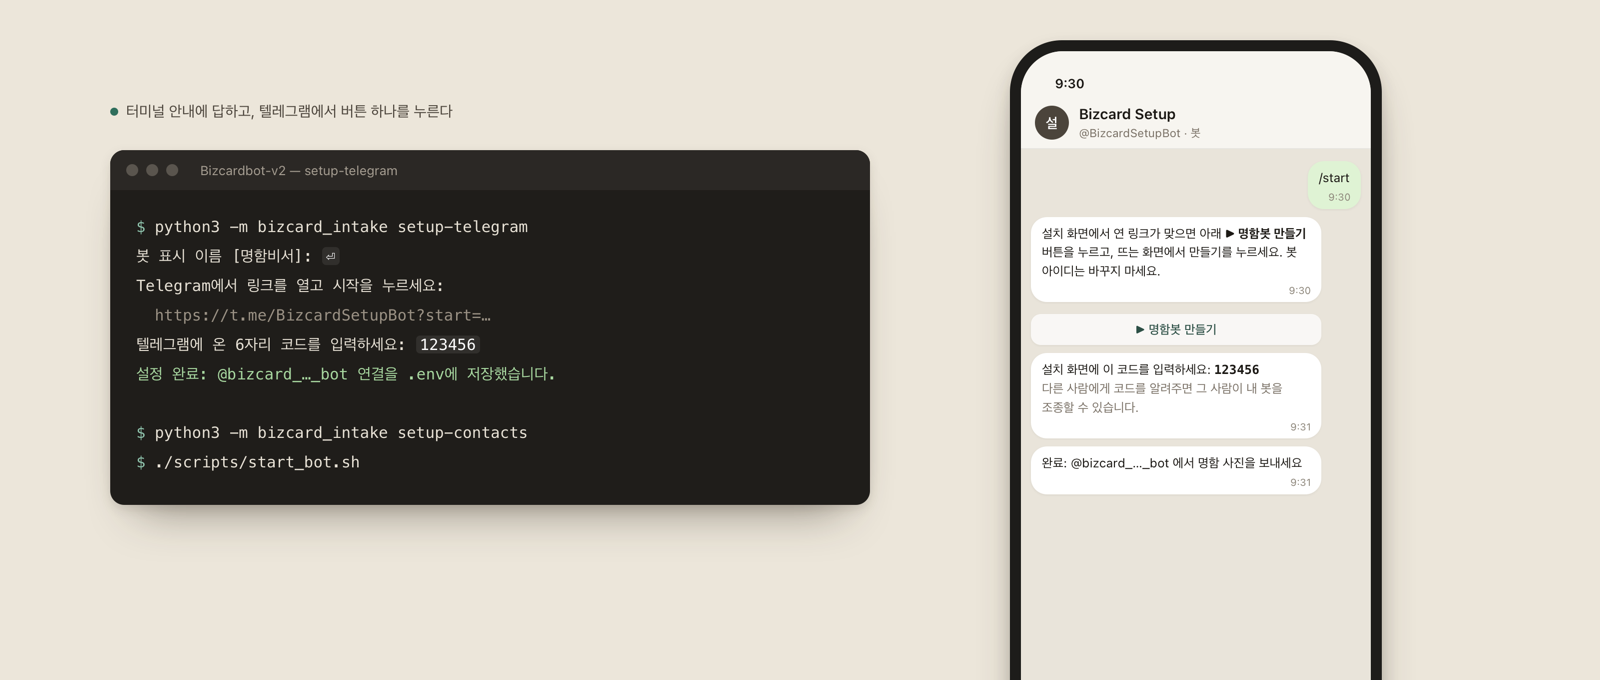 터미널 안내에 답하고, 텔레그램에서 버튼 하나를 누른다
Bizcardbot-v2 — setup-telegram
$ python3 -m bizcard_intake setup-telegram
봇 표시 이름 [명함비서]: ⏎
Telegram에서 링크를 열고 시작을 누르세요:
https://t.me/BizcardSetupBot?start=…
텔레그램에 온 6자리 코드를 입력하세요: 123456
설정 완료: @bizcard_…_bot 연결을 .env에 저장했습니다.
$ python3 -m bizcard_intake setup-contacts
$ ./scripts/start_bot.sh
9:30
설
Bizcard Setup
@BizcardSetupBot · 봇
/start
9:30
설치 화면에서 연 링크가 맞으면 아래 ▶ 명함봇 만들기
버튼을 누르고, 뜨는 화면에서 만들기를 누르세요. 봇
아이디는 바꾸지 마세요.
9:30
▶ 명함봇 만들기
설치 화면에 이 코드를 입력하세요: 123456
다른 사람에게 코드를 알려주면 그 사람이 내 봇을
조종할 수 있습니다.
9:31
완료: @bizcard_…_bot 에서 명함 사진을 보내세요
9:31